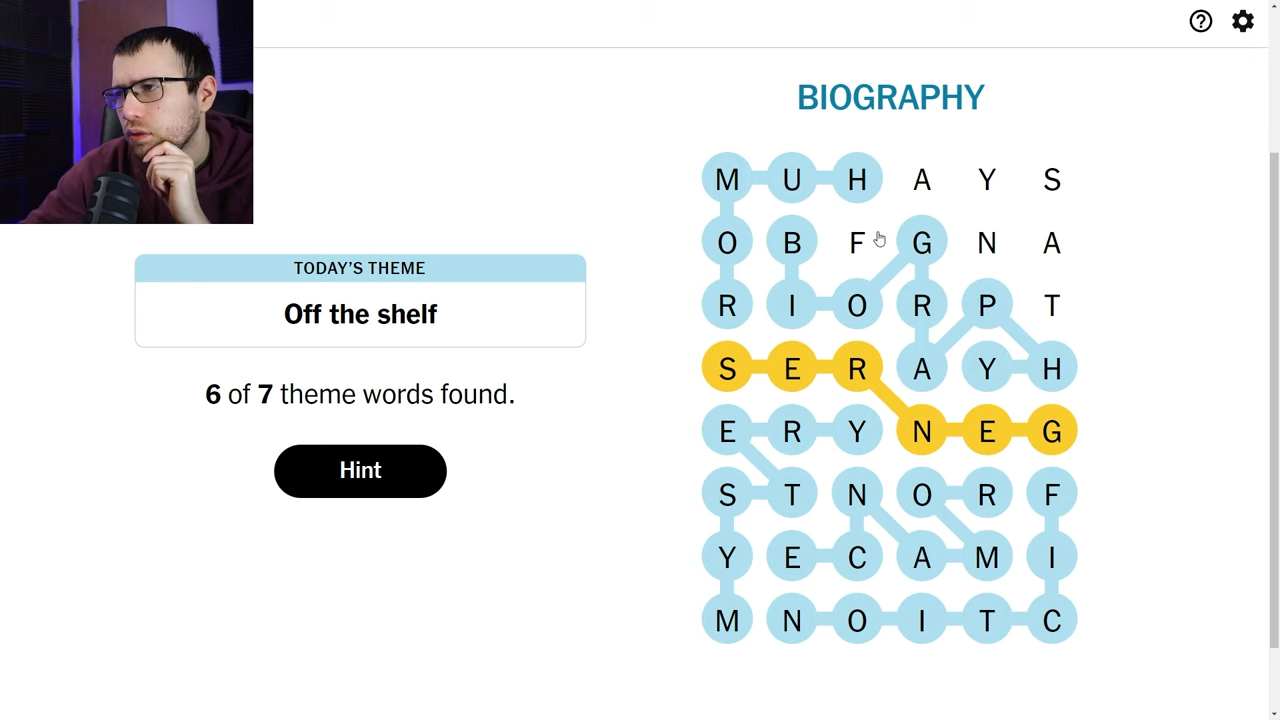 ?
BIOGRAPHY
M U H A Y S
TODAY'S THEME
Off the shelf
O B F G N A
R I O R P T
6 of 7 theme words found.
S E R A Y H
E R Y N E G
Hint
S T N O R F
Y E C A M I
M N O I T C